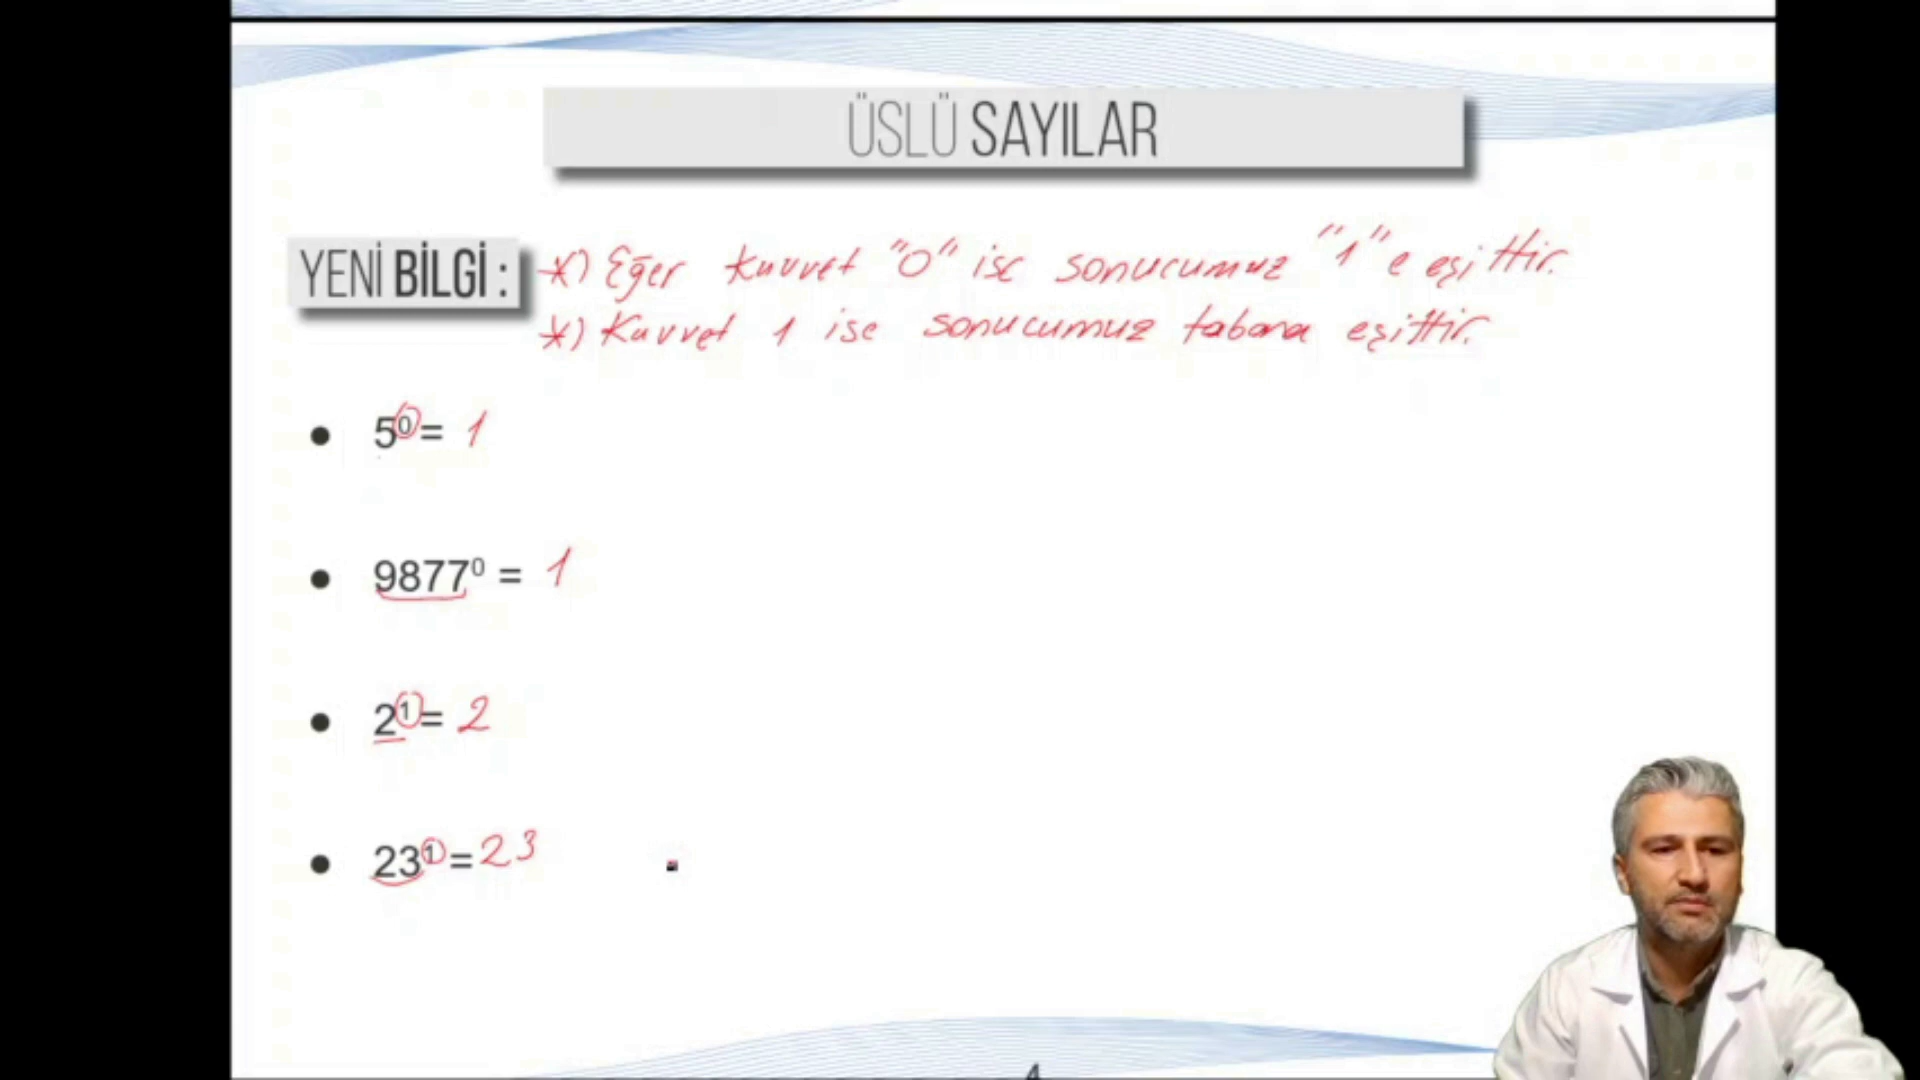 ÜSLÜ SAYILAR
YENİ BİLGİ : *) Eğer kuvvet "0" ise sonucumuz "1" e eşittir.
*) Kuvvet 1 ise sonucumuz tabana eşittir.
• 5⁰ = 1
• 9877⁰ = 1
• 2¹ = 2
• 23¹ = 23
4